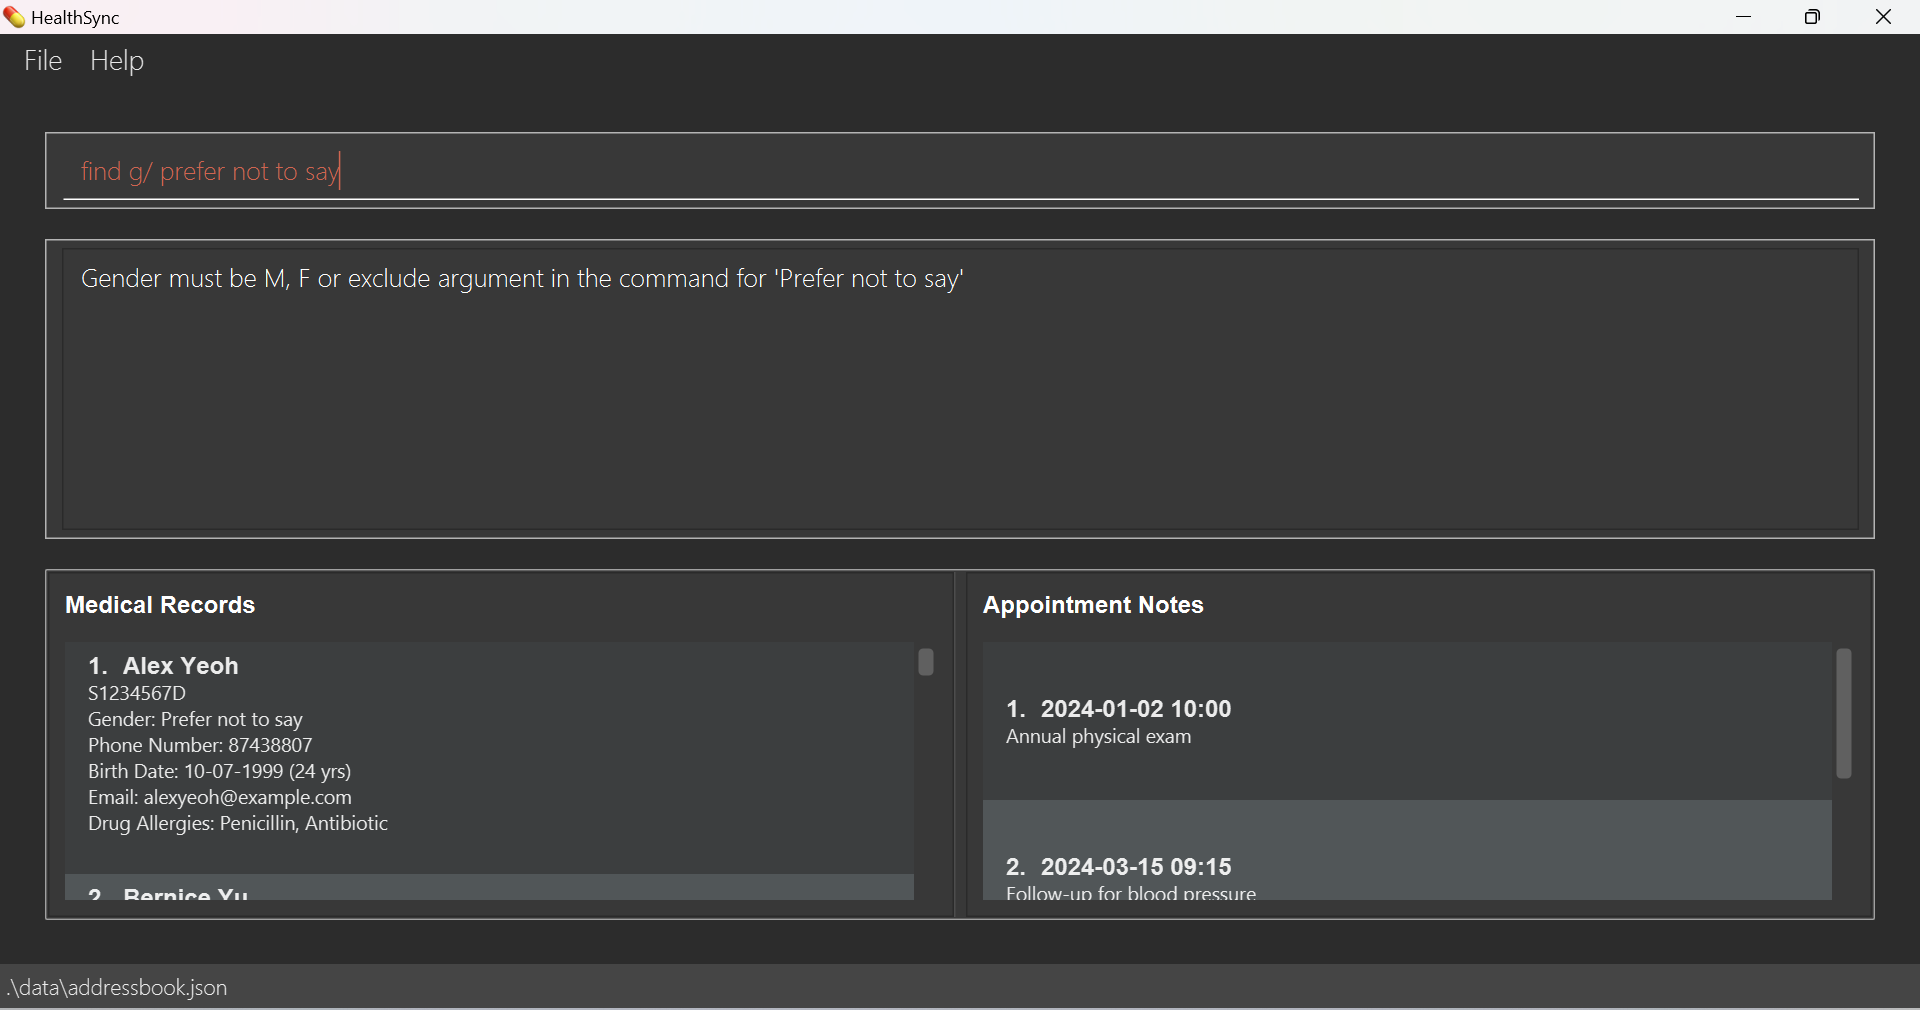 HealthSync
File Help
find g/ prefer not to say
Gender must be M, F or exclude argument in the command for 'Prefer not to say'
Medical Records
1. Alex Yeoh
S1234567D
Gender: Prefer not to say
Phone Number: 87438807
Birth Date: 10-07-1999 (24 yrs)
Email: alexyeoh@example.com
Drug Allergies: Penicillin, Antibiotic
2. Bernice Yu
Appointment Notes
1. 2024-01-02 10:00
Annual physical exam
2. 2024-03-15 09:15
Follow-up for blood pressure
.\data\addressbook.json